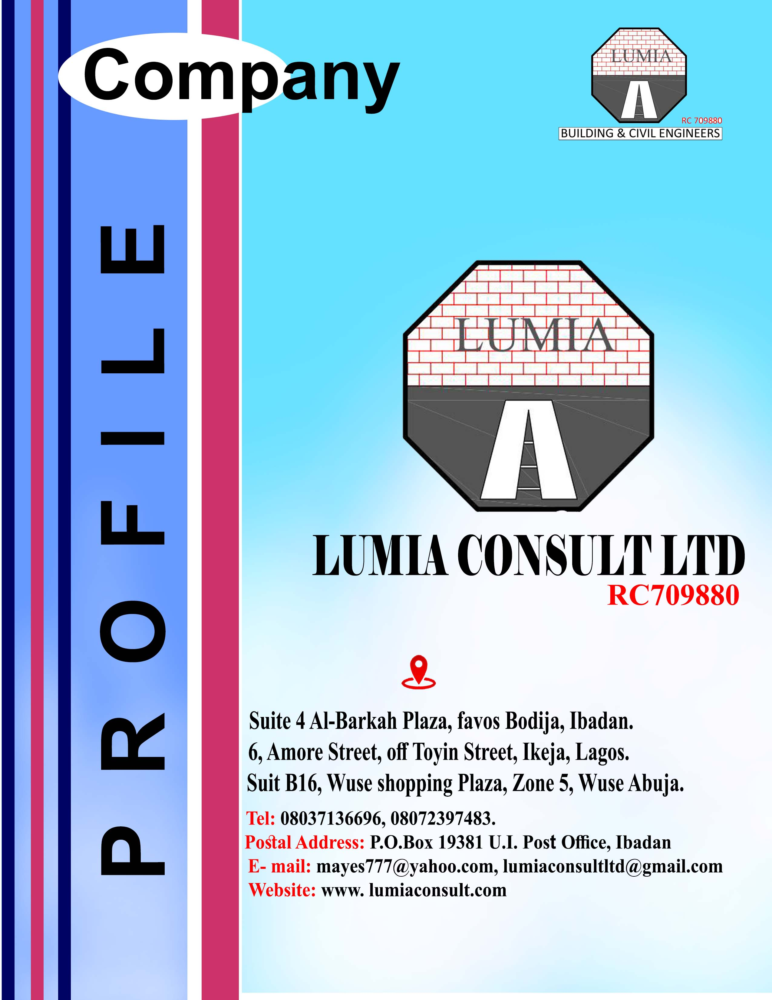 Company
LUMIA
RC 709880
BUILDING & CIVIL ENGINEERS
PROFILE
LUMIA
LUMIA CONSULT LTD
RC709880
Suite 4 Al-Barkah Plaza, favos Bodija, Ibadan.
6, Amore Street, off Toyin Street, Ikeja, Lagos.
Suit B16, Wuse shopping Plaza, Zone 5, Wuse Abuja.
Tel: 08037136696, 08072397483.
Postal Address: P.O.Box 19381 U.I. Post Office, Ibadan
E- mail: mayes777@yahoo.com, lumiaconsultltd@gmail.com
Website: www. lumiaconsult.com